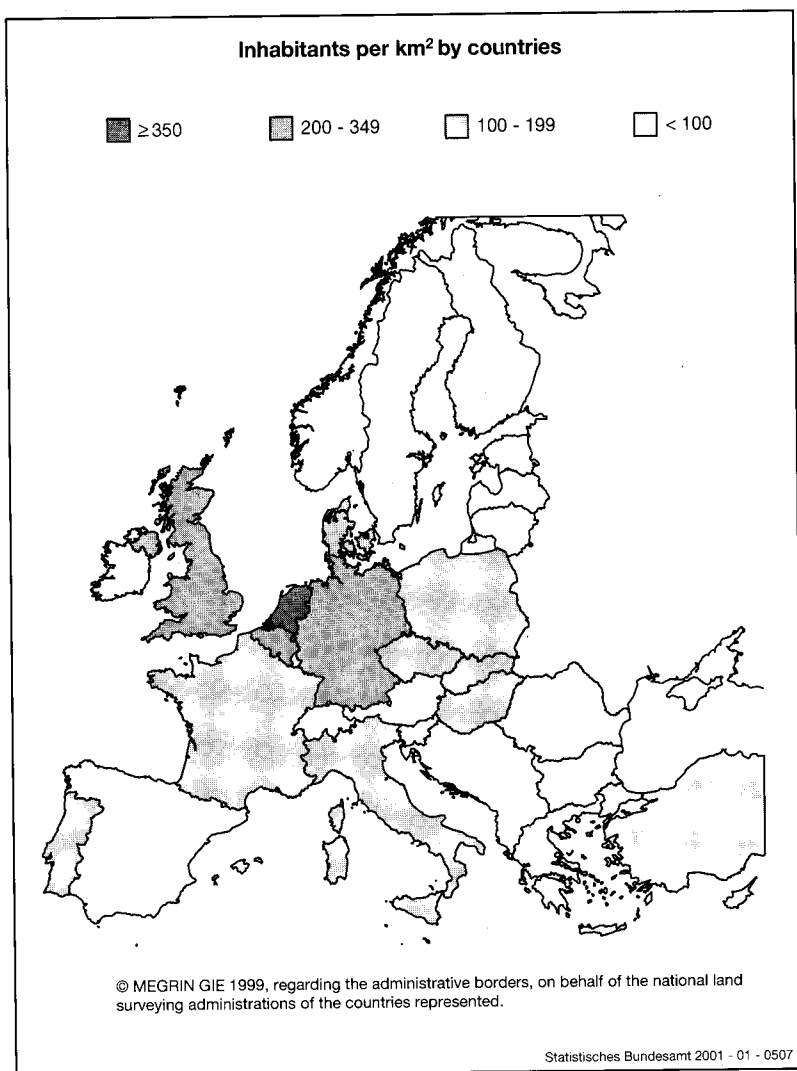 Inhabitants per km² by countries
≥ 350
200 - 349
100 - 199
< 100
© MEGRIN GIE 1999, regarding the administrative borders, on behalf of the national land
surveying administrations of the countries represented.
Statistisches Bundesamt 2001 - 01 - 0507